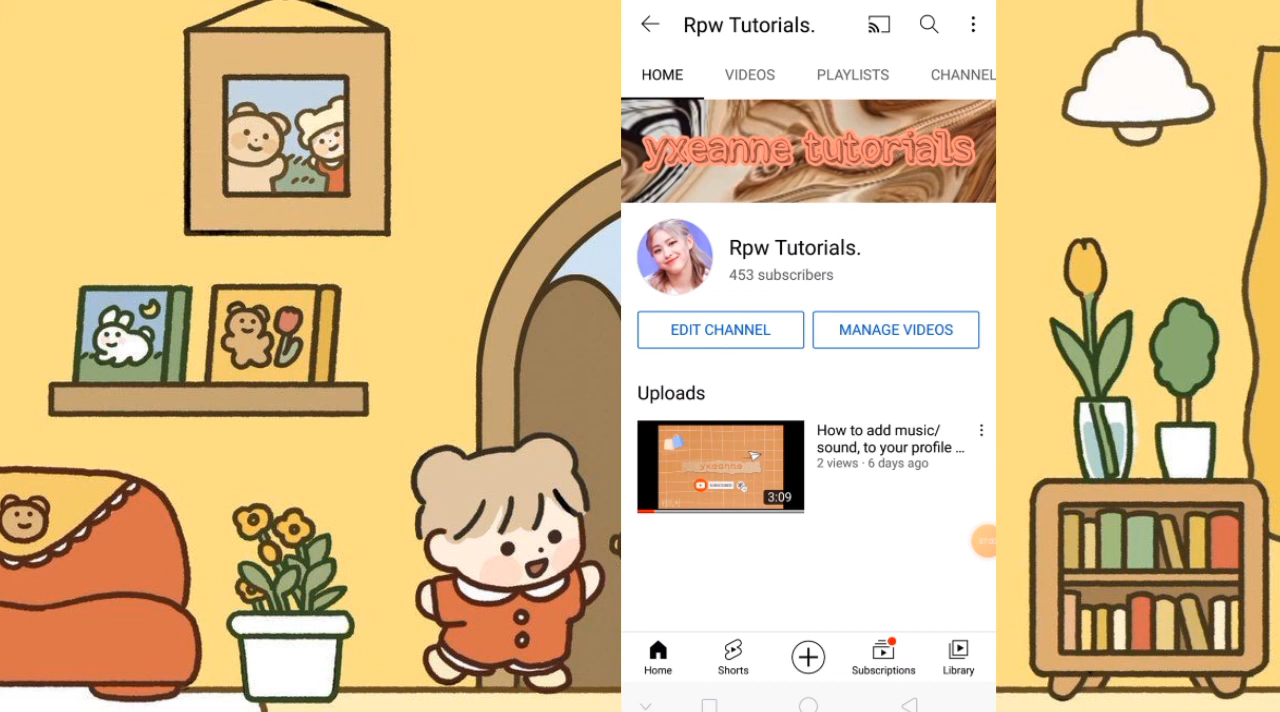 Rpw Tutorials.
HOME VIDEOS PLAYLISTS CHANNEL
yxeanne tutorials
Rpw Tutorials.
453 subscribers
EDIT CHANNEL MANAGE VIDEOS
Uploads
How to add music/
sound, to your profile ...
2 views · 6 days ago
yxeanne
3:09
Home Shorts Subscriptions Library